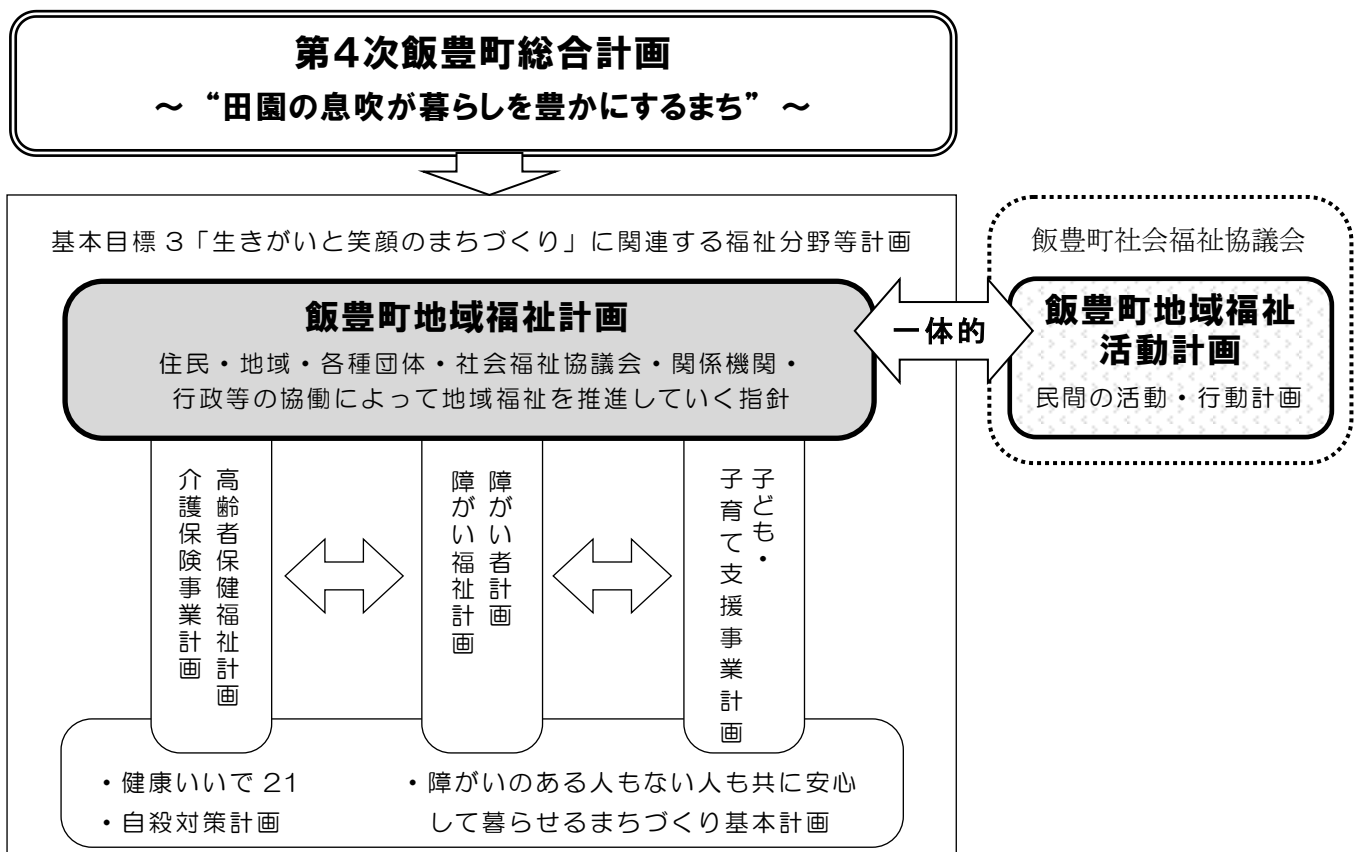 第４次飯豊町総合計画
～ “田園の息吹が暮らしを豊かにするまち” ～
基本目標 3「生きがいと笑顔のまちづくり」に関連する福祉分野等計画
飯豊町地域福祉計画
住民・地域・各種団体・社会福祉協議会・関係機関・
行政等の協働によって地域福祉を推進していく指針
一体的
飯豊町社会福祉協議会
飯豊町地域福祉
活動計画
民間の活動・行動計画
高齢者保健福祉計画
介護保険事業計画
障がい者計画
障がい福祉計画
子ども・
子育て支援事業計画
・健康いいで 21
・自殺対策計画
・障がいのある人もない人も共に安心
して暮らせるまちづくり基本計画